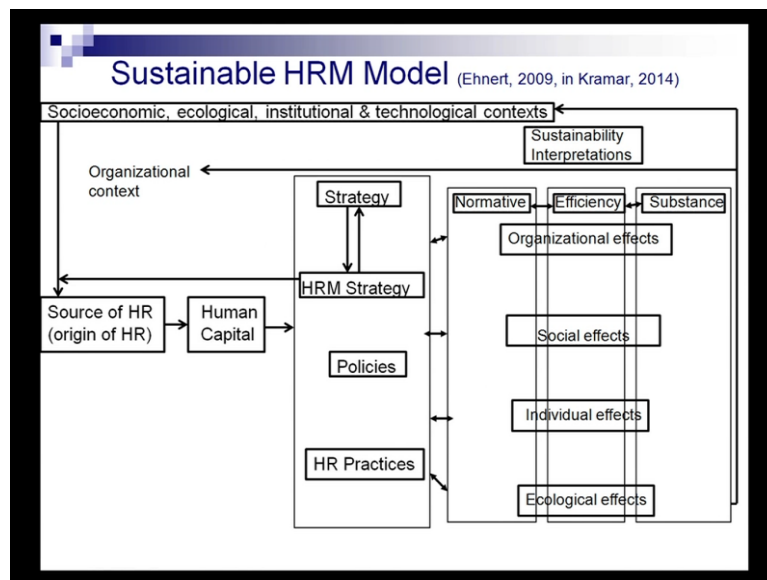 Sustainable HRM Model (Ehnert, 2009, in Kramar, 2014)
Socioeconomic, ecological, institutional & technological contexts
Sustainability
Interpretations
Organizational
context
Strategy
Normative
Efficiency
Substance
Organizational effects
HRM Strategy
Source of HR
(origin of HR)
Human
Capital
Social effects
Policies
Individual effects
HR Practices
Ecological effects